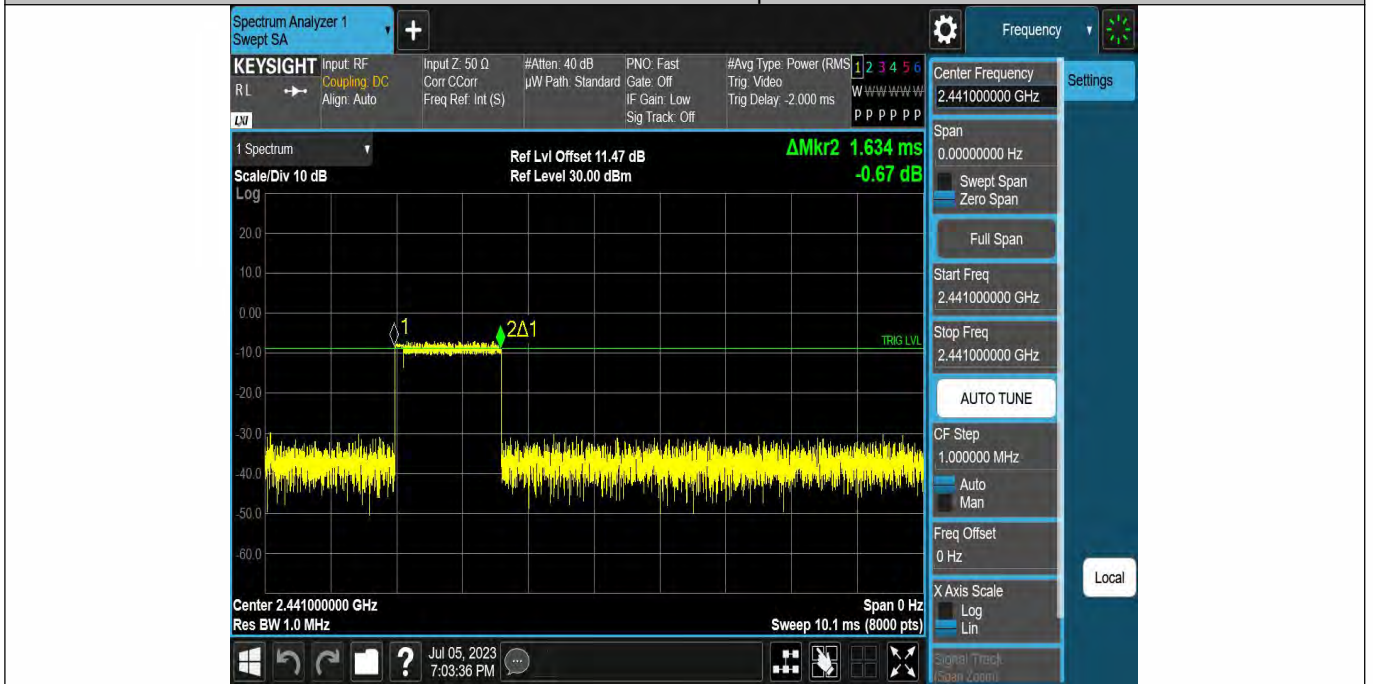 Spectrum Analyzer 1
Swept SA
+
Frequency
KEYSIGHT
RL
LXI
Input: RF
Coupling: DC
Align: Auto
Input Z: 50 Ω
Corr CCorr
Freq Ref: Int (S)
#Atten: 40 dB
µW Path: Standard
PNO: Fast
Gate: Off
IF Gain: Low
Sig Track: Off
#Avg Type: Power (RMS
Trig: Video
Trig Delay: -2.000 ms
1 2 3 4 5 6
W W W W W W
P P P P P P
1 Spectrum
Scale/Div 10 dB
Log
Ref Lvl Offset 11.47 dB
Ref Level 30.00 dBm
ΔMkr2 1.634 ms
-0.67 dB
20.0
10.0
0.00
1
2Δ1
TRIG LVL
-10.0
-20.0
-30.0
-40.0
-50.0
-60.0
Center 2.441000000 GHz
Span 0 Hz
Res BW 1.0 MHz
Sweep 10.1 ms (8000 pts)
Center Frequency
2.441000000 GHz
Settings
Span
0.00000000 Hz
Swept Span
Zero Span
Full Span
Start Freq
2.441000000 GHz
Stop Freq
2.441000000 GHz
AUTO TUNE
CF Step
1.000000 MHz
Auto
Man
Freq Offset
0 Hz
X Axis Scale
Log
Lin
Signal Track
(Span Zoom)
Local
?
Jul 05, 2023
7:03:36 PM